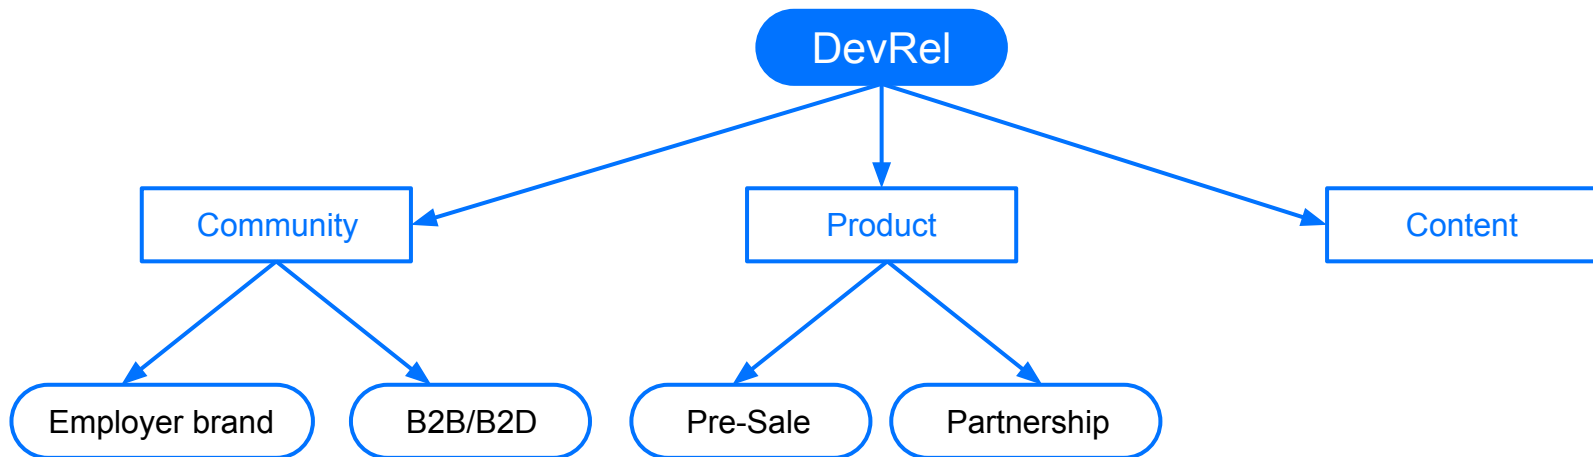 DevRel
Community
Product
Content
Employer brand
B2B/B2D
Pre-Sale
Partnership